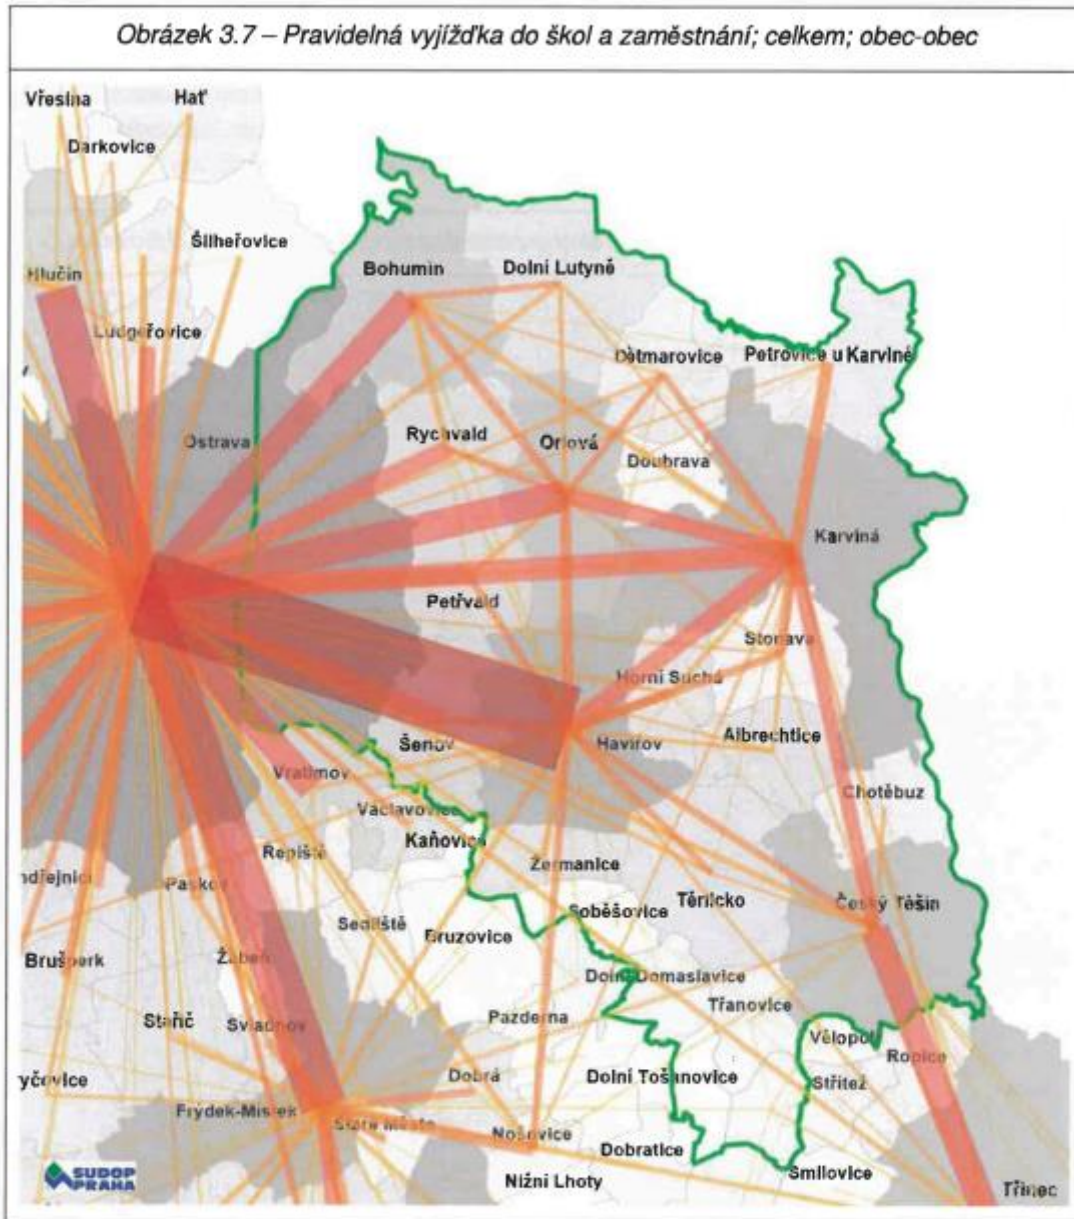 Obrázek 3.7 – Pravidelná vyjížďka do škol a zaměstnání; celkem; obec-obec
Vřesina
Hať
Darkovice
Šilheřovice
Hlučín
Bohumín
Dolní Lutyně
Ludgeřovice
Dětmarovice
Petrovice u Karviné
Ostrava
Rychvald
Orlová
Doubrava
Karviná
Petřvald
Stonava
Horní Suchá
Šenov
Havířov
Albrechtice
Vratimov
Chotěbuz
Václavovice
Kaňovice
Řepiště
Žermanice
ndřejnici
Paskov
Těrlicko
Český Těšín
Soběšovice
Sedliště
Bruzovice
Brušperk
Žabeň
Dolní Domaslavice
Třanovice
Staříč
Sviadnov
Pazderna
Vělopolí
Ropice
ryčovice
Dobrá
Dolní Tošanovice
Střítež
Frýdek-Místek
Staré Město
Nošovice
Dobratice
Smilovice
Nižní Lhoty
Třinec
SUDOP
PRAHA